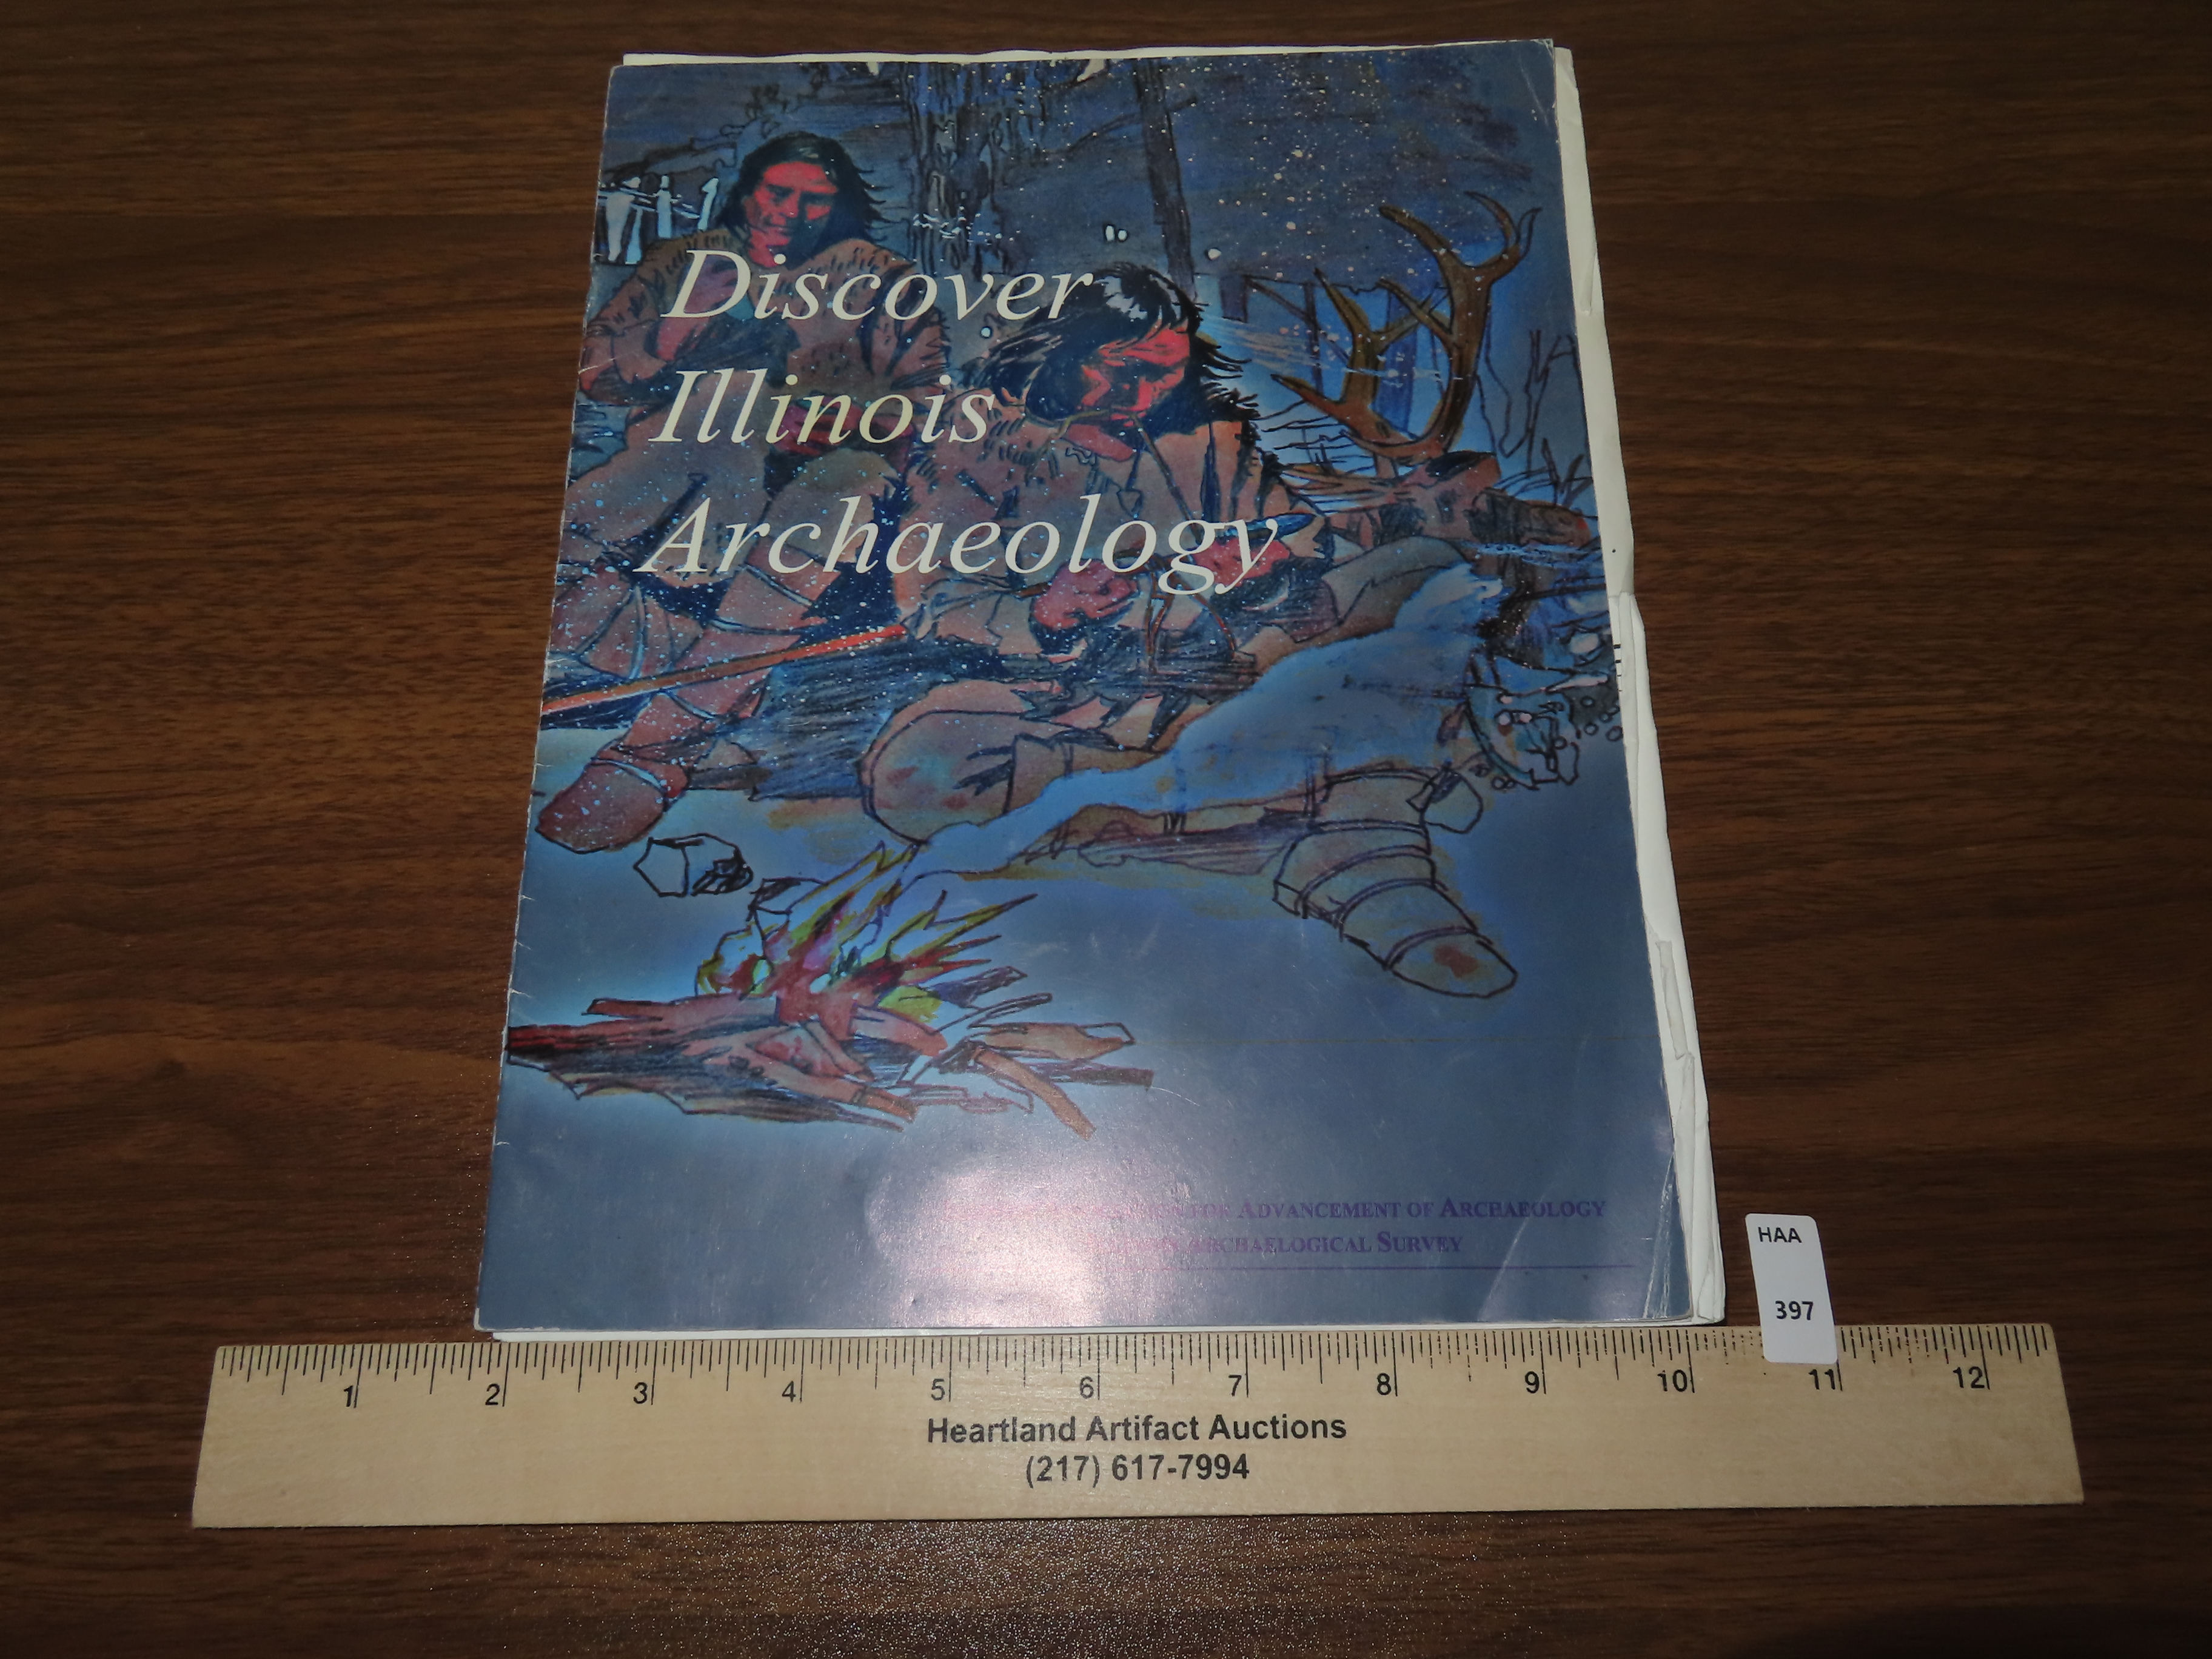 Discover
Illinois
Archaeology
ADVANCEMENT OF ARCHAEOLOGY
ARCHAELOGICAL SURVEY
HAA
397
1 2 3 4 5 6 7 8 9 10 11 12
Heartland Artifact Auctions
(217) 617-7994